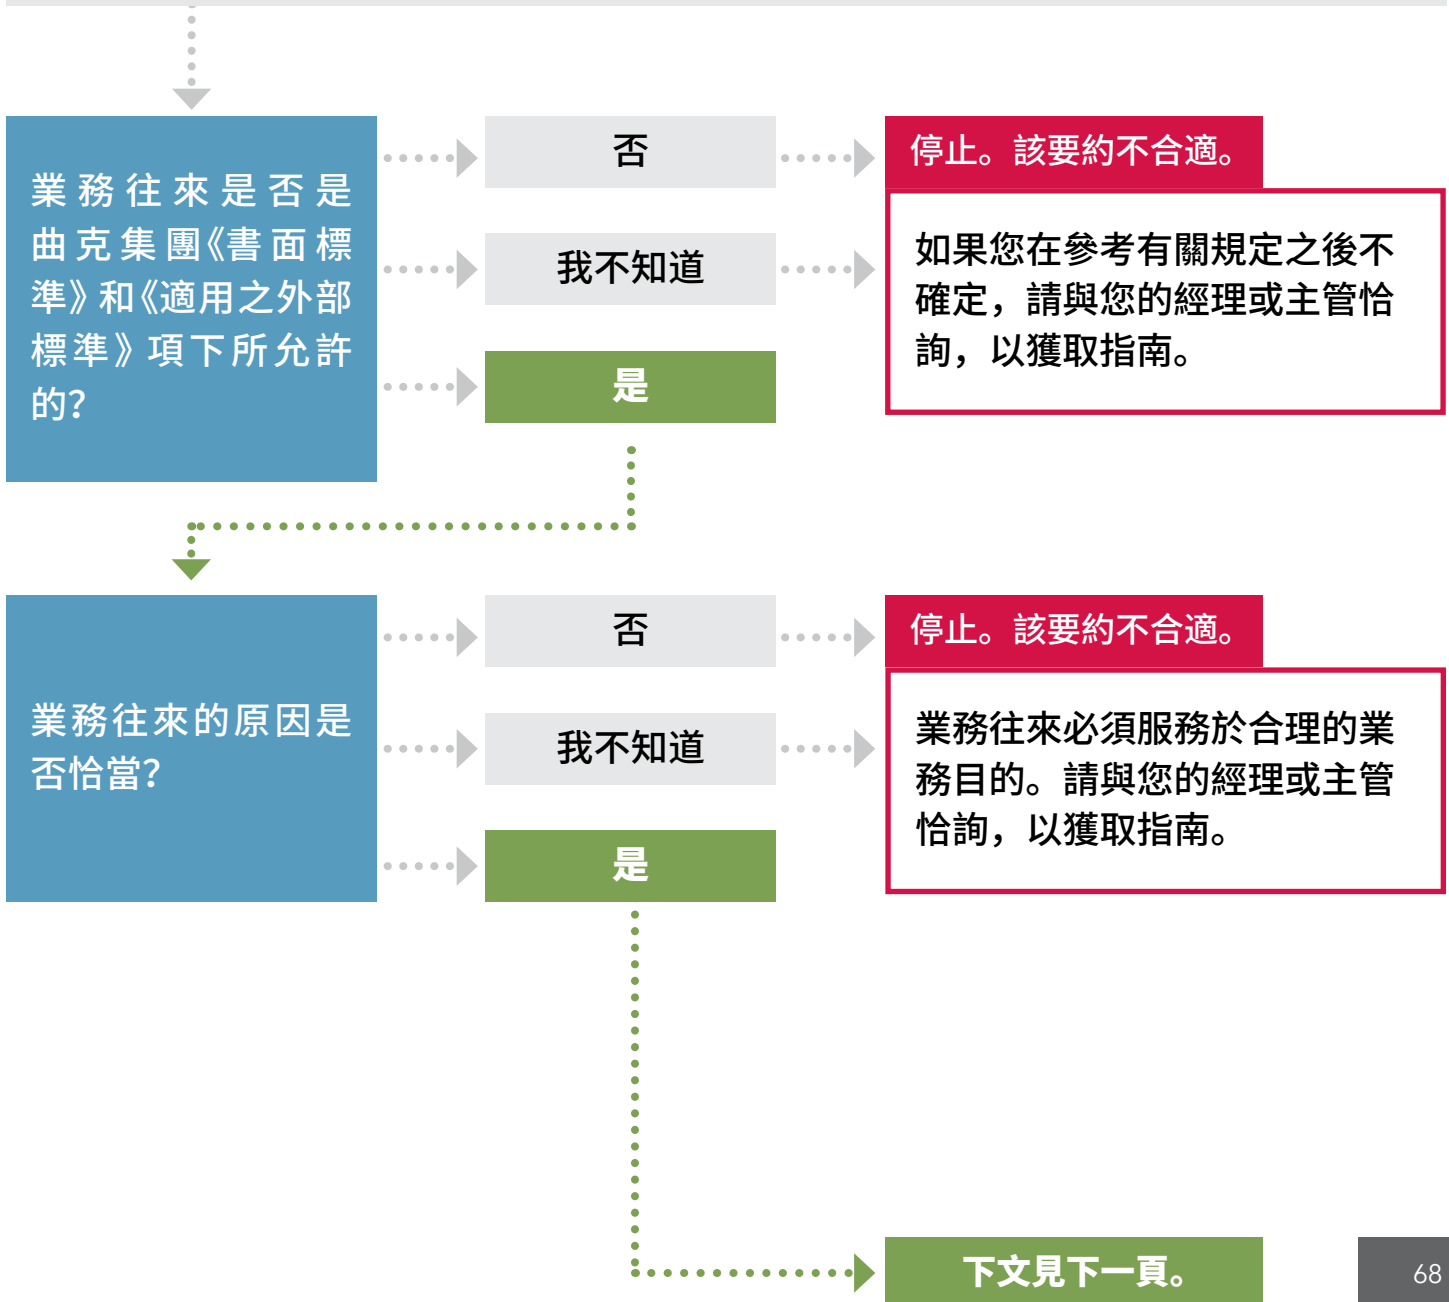 業務往來是否是
曲克集團《書面標
準》和《適用之外部
標準》項下所允許
的?
否
停止。該要約不合適。
我不知道
如果您在參考有關規定之後不
確定，請與您的經理或主管恰
詢，以獲取指南。
是
業務往來的原因是
否恰當?
否
停止。該要約不合適。
我不知道
業務往來必須服務於合理的業
務目的。請與您的經理或主管
恰詢，以獲取指南。
是
下文見下一頁。
68